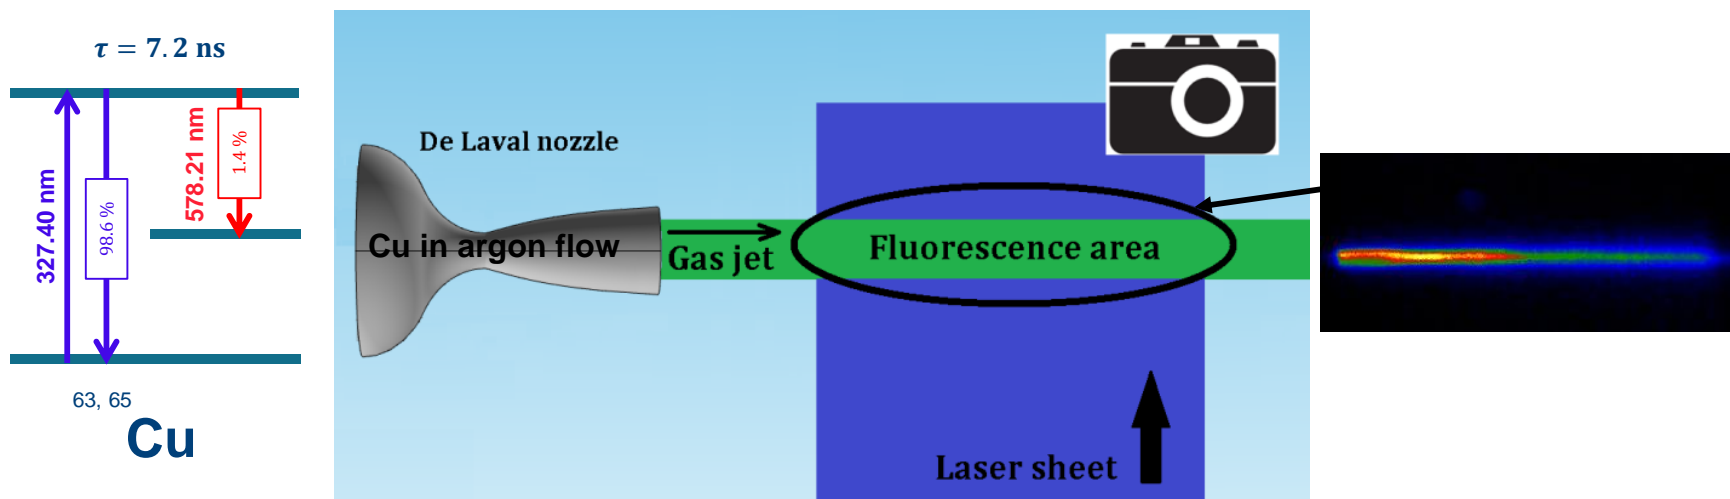 τ = 7.2 ns
327.40 nm
98.6 %
578.21 nm
1.4 %
63, 65
Cu
De Laval nozzle
Cu in argon flow
Gas jet
Fluorescence area
Laser sheet